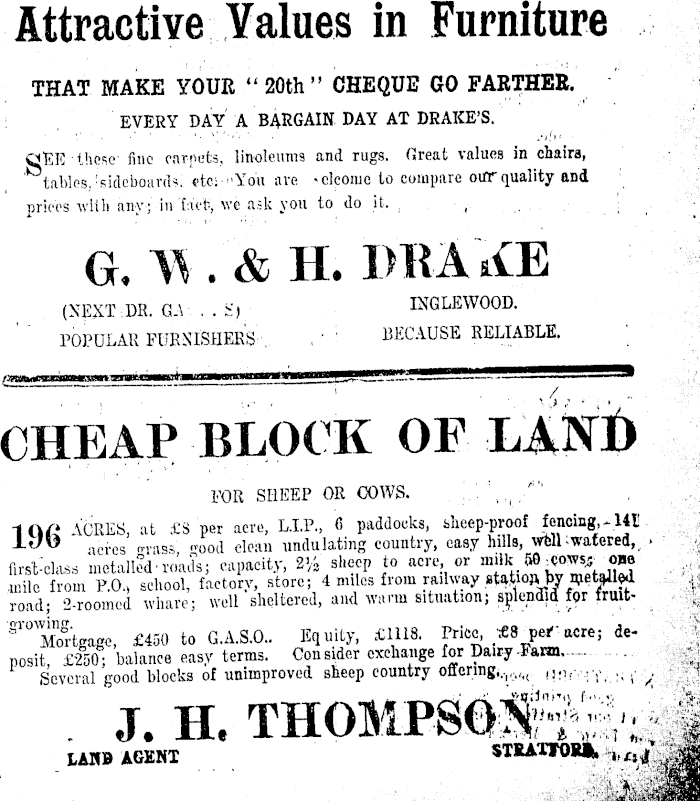 Attractive Values in Furniture
THAT MAKE YOUR "20th" CHEQUE GO FARTHER.
EVERY DAY A BARGAIN DAY AT DRAKE'S.
SEE these fine carpets, linoleums and rugs. Great values in chairs,
tables, sideboards, etc. You are welcome to compare our quality and
prices with any; in fact, we ask you to do it.
G. W. & H. DRAKE
(NEXT DR.
INGLEWOOD.
POPULAR FURNISHERS
BECAUSE RELIABLE.
CHEAP BLOCK OF LAND
FOR SHEEP OR COWS.
196 ACRES, at £8 per acre, L.I.P., 6 paddocks, sheep-proof fencing,
acres grass, good clean undulating country, easy hills, well watered,
first-class metalled roads; capacity, 2½ sheep to acre, or milk 50 cows; one
mile from P.O., school, factory, store; 4 miles from railway station by metalled
road; 2-roomed whare; well sheltered, and warm situation; splendid for fruit-
growing.
Mortgage, £450 to G.A.S.O.. Equity, £1118. Price, £8 per acre; de-
posit, £250; balance easy terms. Consider exchange for Dairy Farm.
Several good blocks of unimproved sheep country offering.
J. H. THOMPSON
LAND AGENT
STRATFORD.